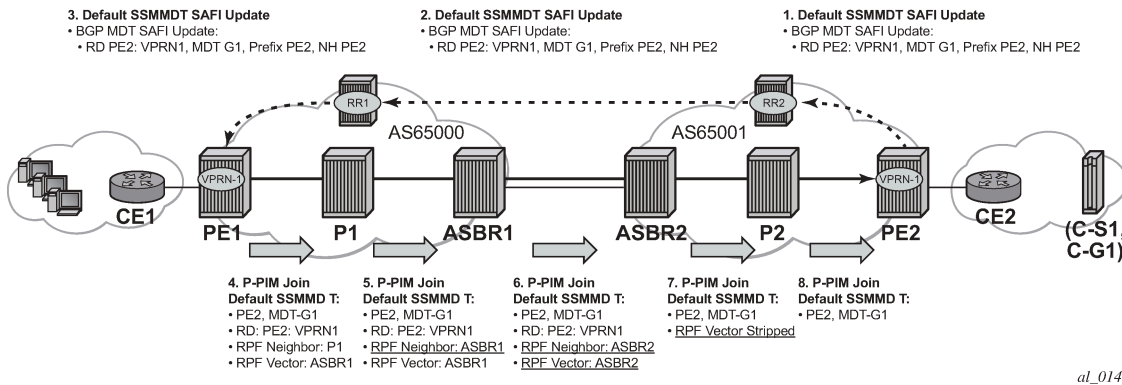 3. Default SSMMDT SAFI Update
• BGP MDT SAFI Update:
• RD PE2: VPRN1, MDT G1, Prefix PE2, NH PE2
2. Default SSMMDT SAFI Update
• BGP MDT SAFI Update:
• RD PE2: VPRN1, MDT G1, Prefix PE2, NH PE2
1. Default SSMMDT SAFI Update
• BGP MDT SAFI Update:
• RD PE2: VPRN1, MDT G1, Prefix PE2, NH PE2
RR1
RR2
AS65000
AS65001
VPRN-1
VPRN-1
CE1
PE1
P1
ASBR1
ASBR2
P2
PE2
CE2
(C-S1,
C-G1)
4. P-PIM Join
Default SSMMD T:
• PE2, MDT-G1
• RD: PE2: VPRN1
• RPF Neighbor: P1
• RPF Vector: ASBR1
5. P-PIM Join
Default SSMMD T:
• PE2, MDT-G1
• RD: PE2: VPRN1
• RPF Neighbor: ASBR1
• RPF Vector: ASBR1
6. P-PIM Join
Default SSMMD T:
• PE2, MDT-G1
• RD: PE2: VPRN1
• RPF Neighbor: ASBR2
• RPF Vector: ASBR2
7. P-PIM Join
Default SSMMD T:
• PE2, MDT-G1
• RPF Vector Stripped
8. P-PIM Join
Default SSMMD T:
• PE2, MDT-G1
al_014